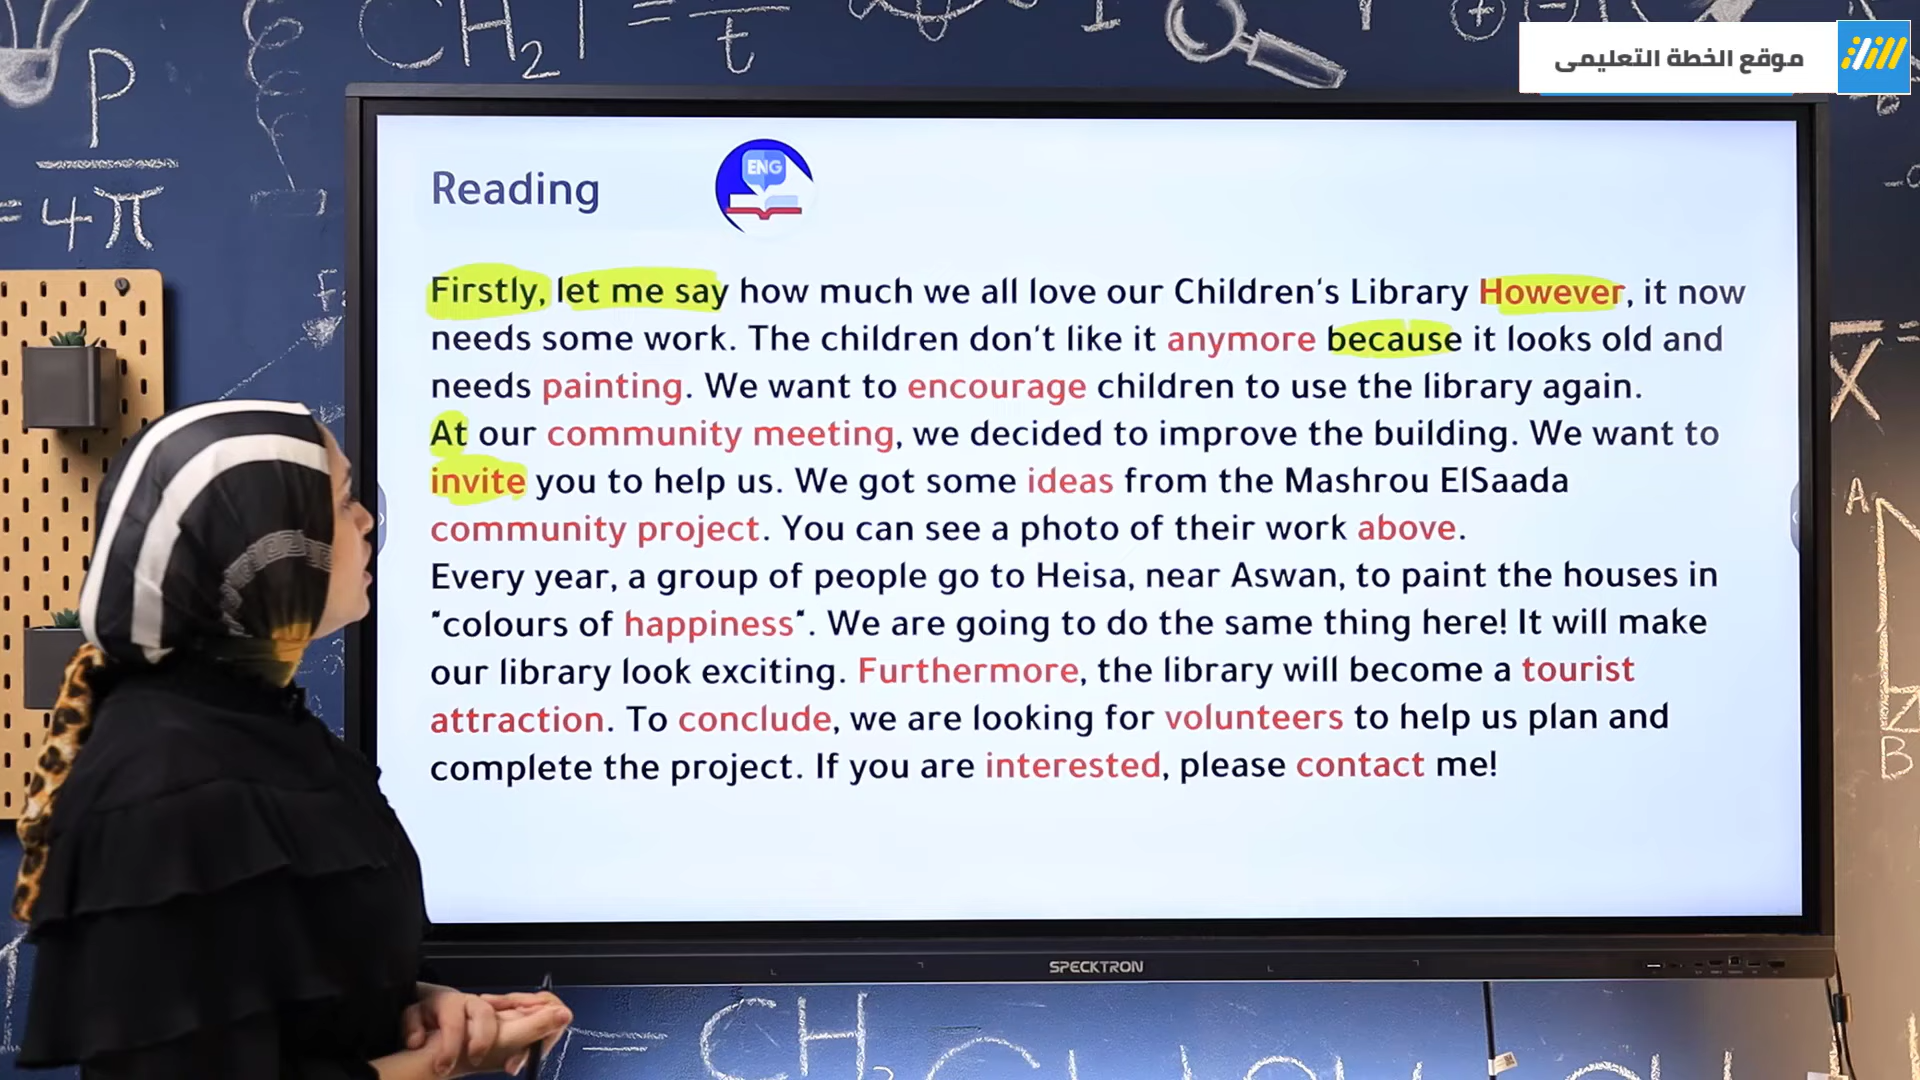 موقع الخطة التعليمى
CH2
= t
P
= 4π
Reading
ENG
Firstly, let me say how much we all love our Children's Library However, it now
needs some work. The children don't like it anymore because it looks old and
needs painting. We want to encourage children to use the library again.
At our community meeting, we decided to improve the building. We want to
invite you to help us. We got some ideas from the Mashrou ElSaada
community project. You can see a photo of their work above.
Every year, a group of people go to Heisa, near Aswan, to paint the houses in
"colours of happiness". We are going to do the same thing here! It will make
our library look exciting. Furthermore, the library will become a tourist
attraction. To conclude, we are looking for volunteers to help us plan and
complete the project. If you are interested, please contact me!
X
A
B
SPECKTRON
CH2